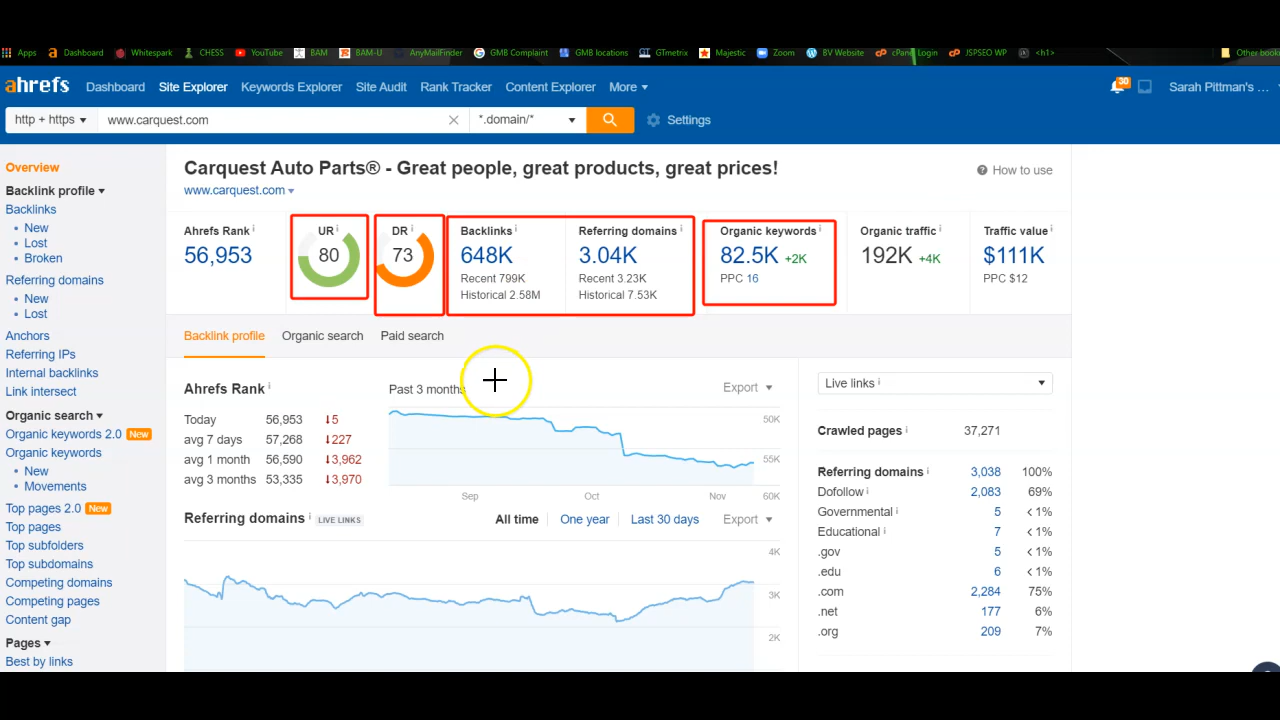 Apps Dashboard Whitespark CHESS YouTube BAM BAM-U AnyMailFinder GMB Complaint GMB locations GTmetrix Majestic Zoom BV Website cPanel Login JSPSEO WP <h1> Other book
ahrefs Dashboard Site Explorer Keywords Explorer Site Audit Rank Tracker Content Explorer More 30 Sarah Pittman's ...
http + https www.carquest.com *.domain/* Settings
Overview
Backlink profile
Backlinks
New
Lost
Broken
Referring domains
New
Lost
Anchors
Referring IPs
Internal backlinks
Link intersect
Organic search
Organic keywords 2.0 New
Organic keywords
New
Movements
Top pages 2.0 New
Top pages
Top subfolders
Top subdomains
Competing domains
Competing pages
Content gap
Pages
Best by links
Carquest Auto Parts® - Great people, great products, great prices!
How to use
www.carquest.com
Ahrefs Rank UR DR Backlinks Referring domains Organic keywords Organic traffic Traffic value
56,953 80 73 648K 3.04K 82.5K +2K 192K +4K $111K
Recent 799K Recent 3.23K PPC 16 PPC $12
Historical 2.58M Historical 7.53K
Backlink profile Organic search Paid search
Ahrefs Rank Past 3 months Export
Today 56,953 ↓5
avg 7 days 57,268 ↓227
avg 1 month 56,590 ↓3,962
avg 3 months 53,335 ↓3,970
50K
55K
60K
Sep Oct Nov
Referring domains LIVE LINKS All time One year Last 30 days Export
4K
3K
2K
Live links
Crawled pages 37,271
Referring domains 3,038 100%
Dofollow 2,083 69%
Governmental 5 < 1%
Educational 7 < 1%
.gov 5 < 1%
.edu 6 < 1%
.com 2,284 75%
.net 177 6%
.org 209 7%